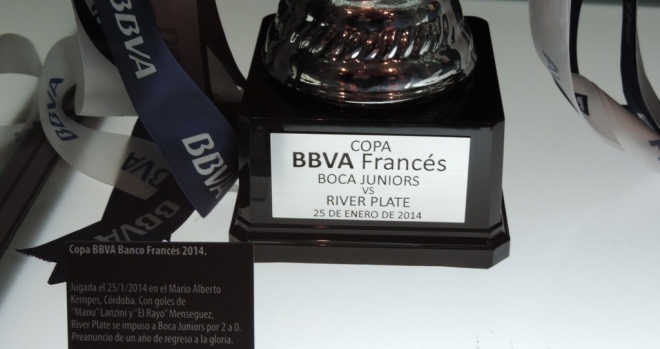 BBVA
BBVA
BBVA
BBVA
BBVA
COPA
BBVA Francés
BOCA JUNIORS
VS
RIVER PLATE
25 DE ENERO DE 2014
Copa BBVA Banco Francés 2014.
Jugada el 25/1/2014 en el Mario Alberto
Kempes, Córdoba. Con goles de
"Manu" Lanzini y "El Rayo" Menseguez,
River Plate se impuso a Boca Juniors por 2 a 0.
Preanuncio de un año de regreso a la gloria.